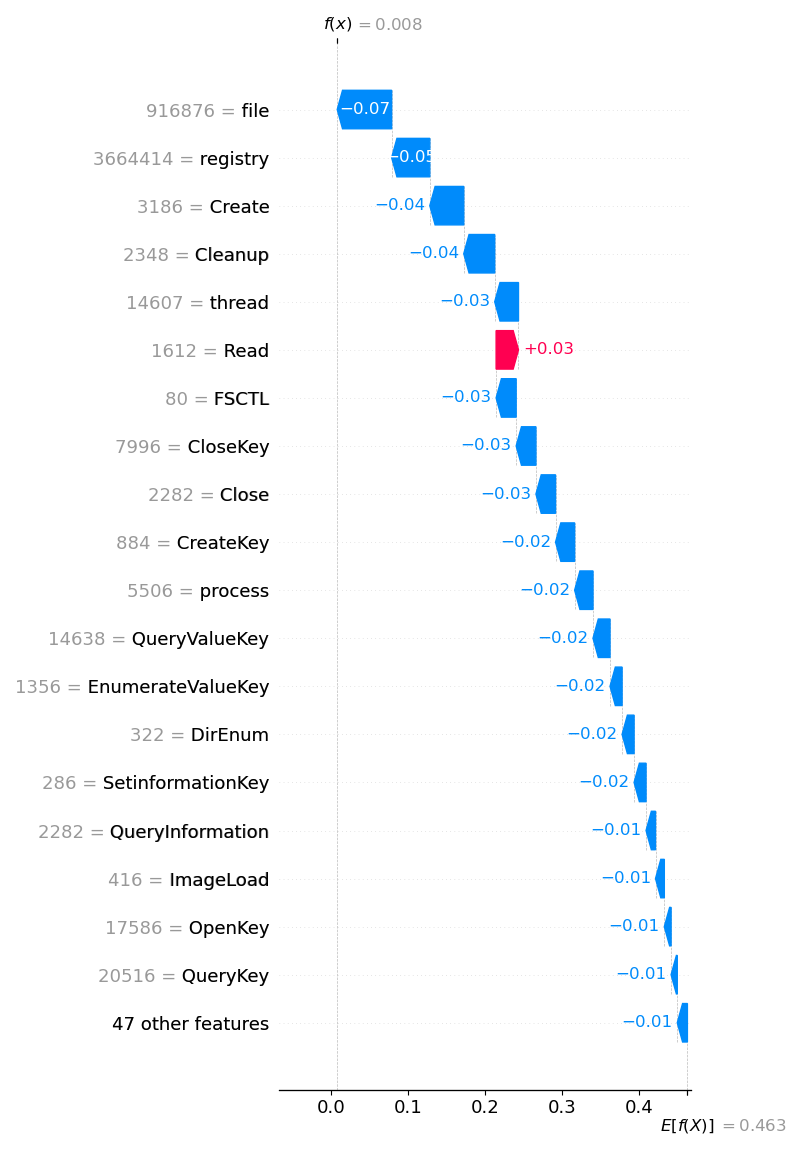 f(x) = 0.008
916876 = file −0.07
3664414 = registry −0.05
3186 = Create −0.04
2348 = Cleanup −0.04
14607 = thread −0.03
1612 = Read +0.03
80 = FSCTL −0.03
7996 = CloseKey −0.03
2282 = Close −0.03
884 = CreateKey −0.02
5506 = process −0.02
14638 = QueryValueKey −0.02
1356 = EnumerateValueKey −0.02
322 = DirEnum −0.02
286 = SetinformationKey −0.02
2282 = QueryInformation −0.01
416 = ImageLoad −0.01
17586 = OpenKey −0.01
20516 = QueryKey −0.01
47 other features −0.01
0.0 0.1 0.2 0.3 0.4
E[f(X)] = 0.463